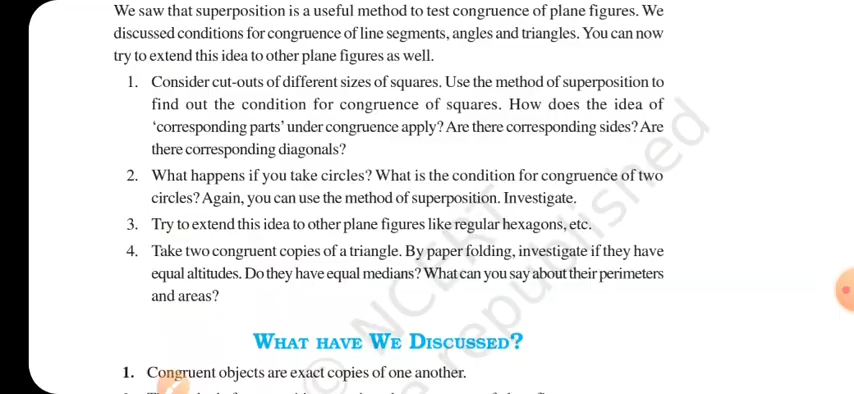 We saw that superposition is a useful method to test congruence of plane figures. We
discussed conditions for congruence of line segments, angles and triangles. You can now
try to extend this idea to other plane figures as well.
1. Consider cut-outs of different sizes of squares. Use the method of superposition to
find out the condition for congruence of squares. How does the idea of
‘corresponding parts’ under congruence apply? Are there corresponding sides? Are
there corresponding diagonals?
2. What happens if you take circles? What is the condition for congruence of two
circles? Again, you can use the method of superposition. Investigate.
3. Try to extend this idea to other plane figures like regular hexagons, etc.
4. Take two congruent copies of a triangle. By paper folding, investigate if they have
equal altitudes. Do they have equal medians? What can you say about their perimeters
and areas?
WHAT HAVE WE DISCUSSED?
1. Congruent objects are exact copies of one another.
© NCERT
be republished